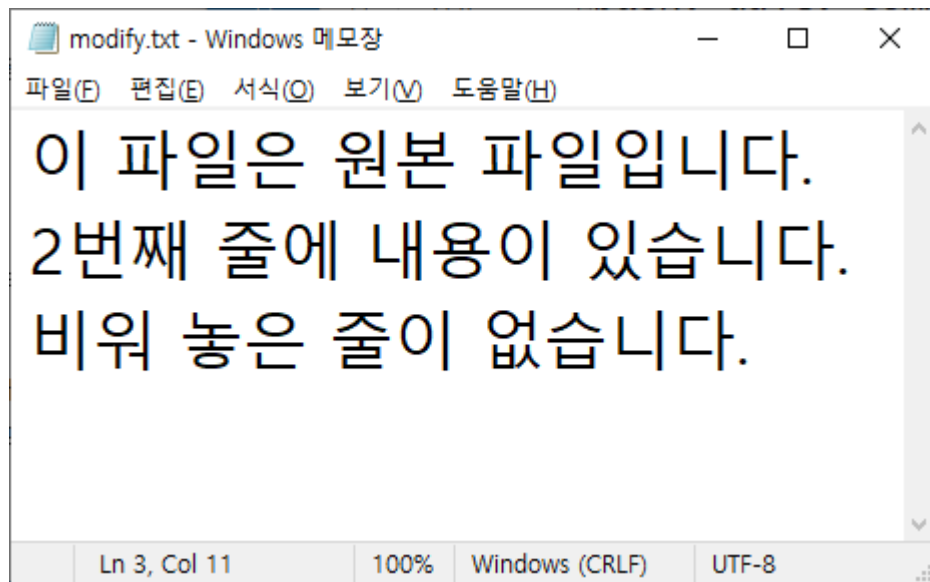 modify.txt - Windows 메모장
파일(F) 편집(E) 서식(O) 보기(V) 도움말(H)
이 파일은 원본 파일입니다.
2번째 줄에 내용이 있습니다.
비워 놓은 줄이 없습니다.
Ln 3, Col 11 100% Windows (CRLF) UTF-8